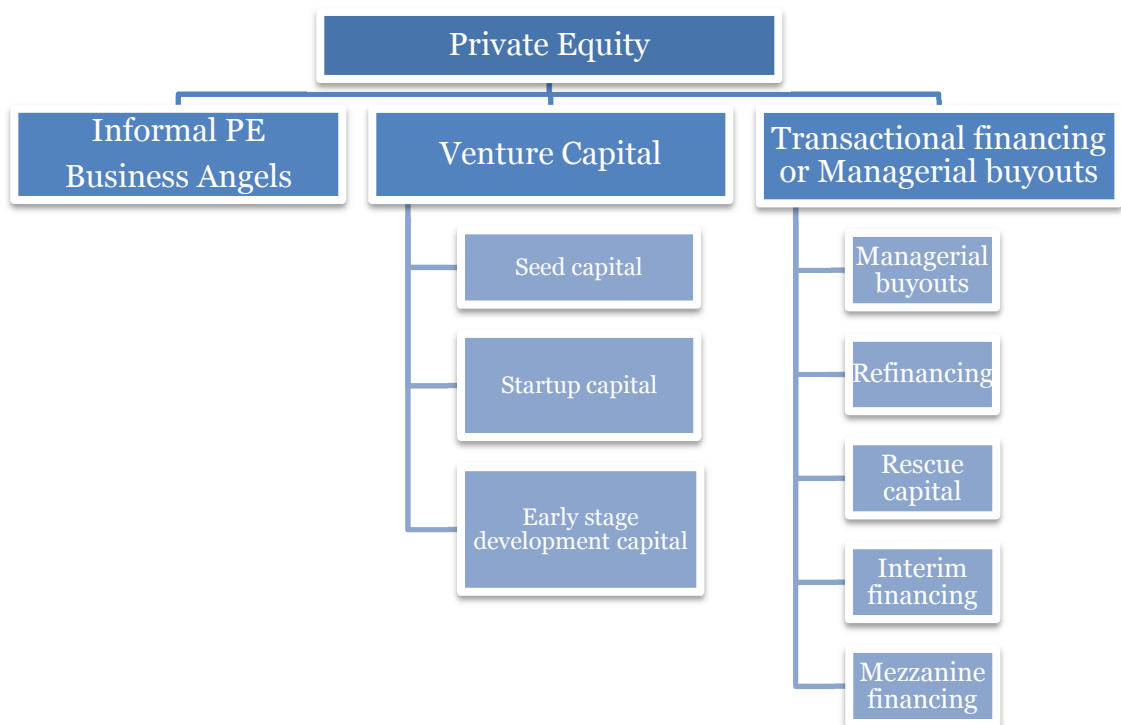 Private Equity
Informal PE
Business Angels
Venture Capital
Transactional financing
or Managerial buyouts
Seed capital
Startup capital
Early stage
development capital
Managerial
buyouts
Refinancing
Rescue
capital
Interim
financing
Mezzanine
financing